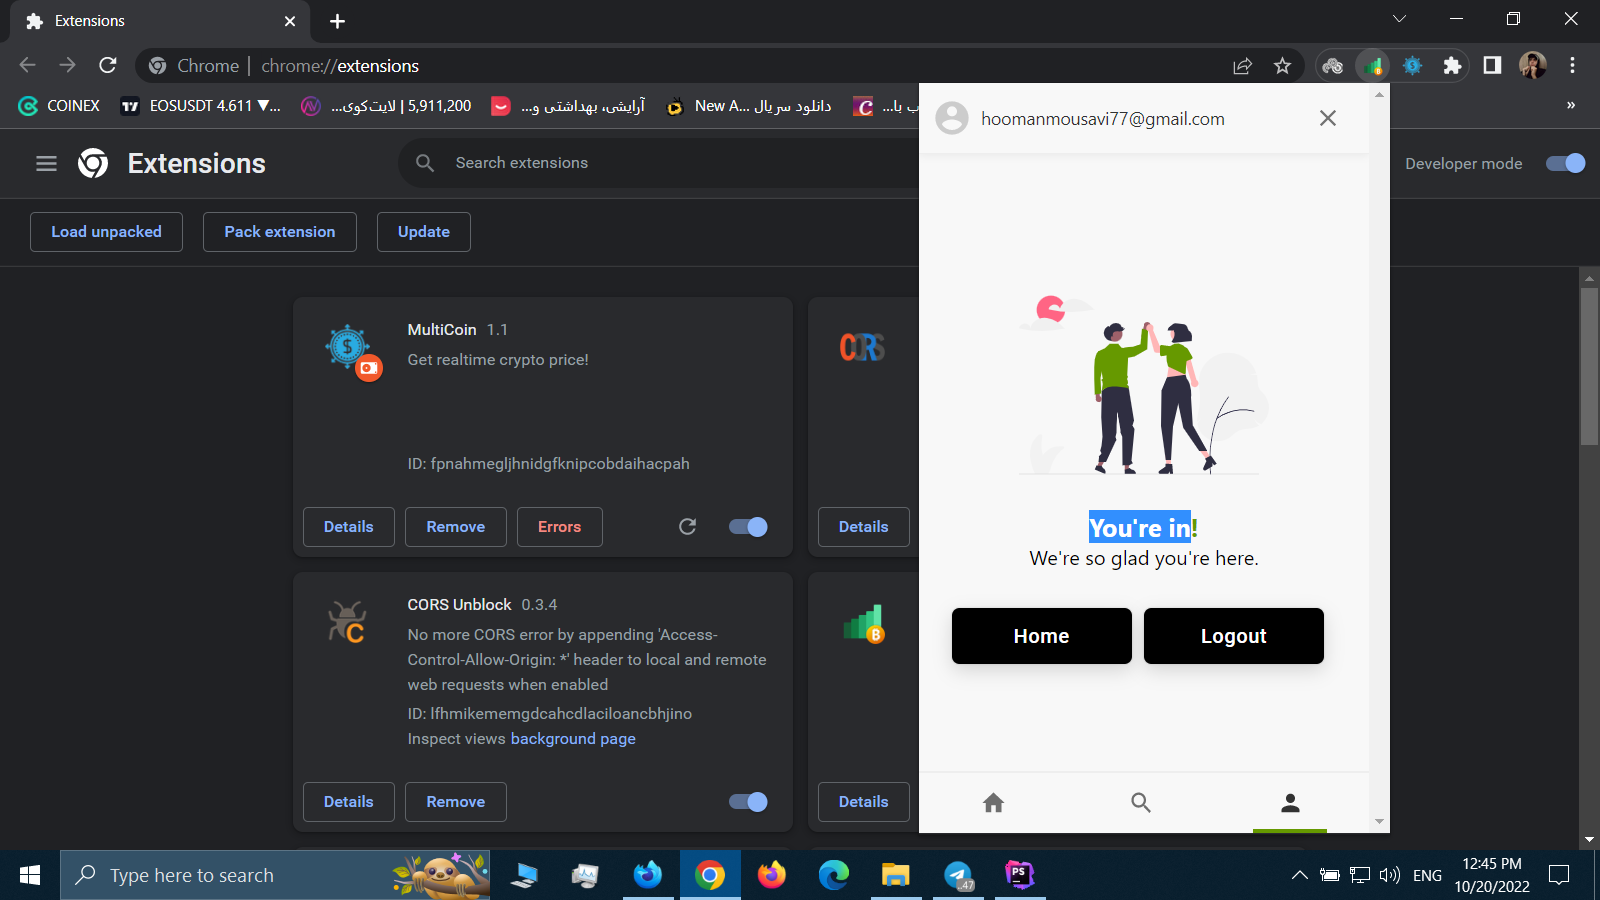 Extensions
Chrome | chrome://extensions
COINEX
EOSUSDT 4.611 ▼...
5,911,200 | لایت‌کوی...
آرایشی، بهداشتی و...
New A... دانلود سریال
ب با...
»
hoomanmousavi77@gmail.com
Extensions
Search extensions
Developer mode
Load unpacked
Pack extension
Update
MultiCoin 1.1
Get realtime crypto price!
ID: fpnahmegljhnidgfknipcobdaihacpah
Details
Remove
Errors
CORS
Details
You're in!
We're so glad you're here.
Home
Logout
CORS Unblock 0.3.4
No more CORS error by appending 'Access-
Control-Allow-Origin: *' header to local and remote
web requests when enabled
ID: lfhmikememgdcahcdlaciloancbhjino
Inspect views background page
Details
Remove
Details
Type here to search
PS
.47
ENG
12:45 PM
10/20/2022